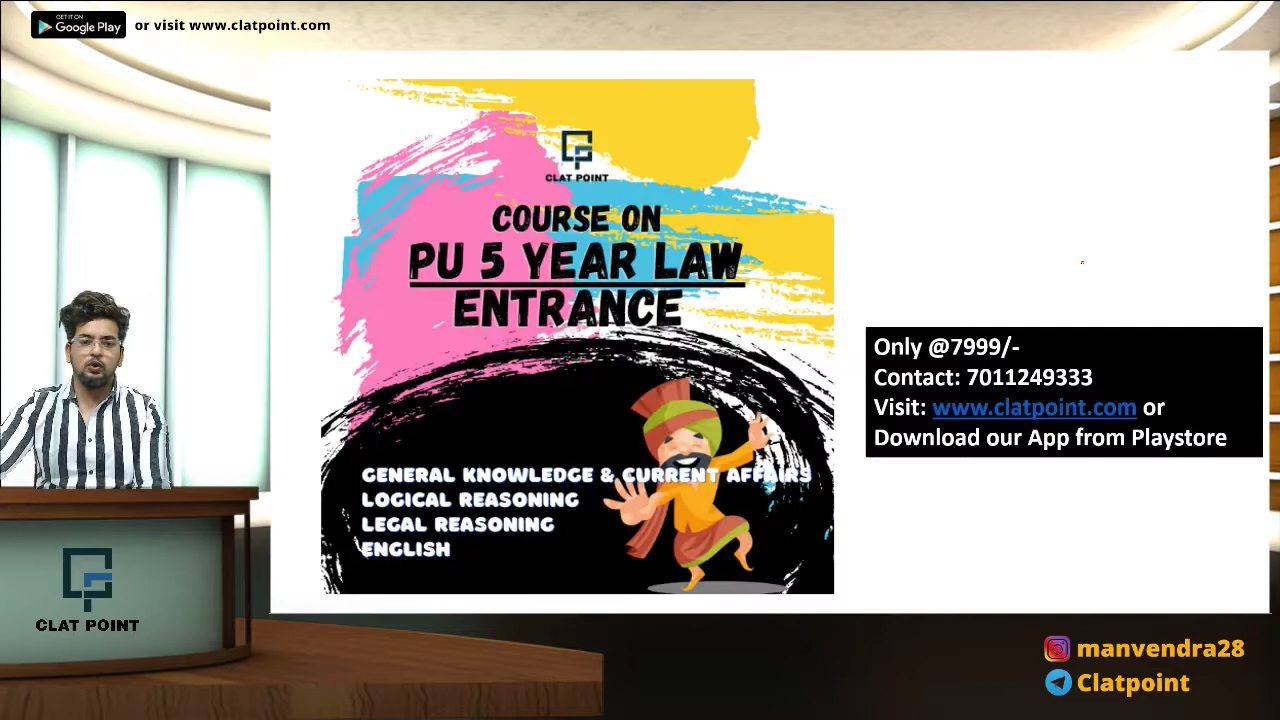 GET IT ON
Google Play
or visit www.clatpoint.com
CLAT POINT
COURSE ON
PU 5 YEAR LAW
ENTRANCE
GENERAL KNOWLEDGE & CURRENT AFFAIRS
LOGICAL REASONING
LEGAL REASONING
ENGLISH
Only @7999/-
Contact: 7011249333
Visit: www.clatpoint.com or
Download our App from Playstore
CLAT POINT
manvendra28
Clatpoint